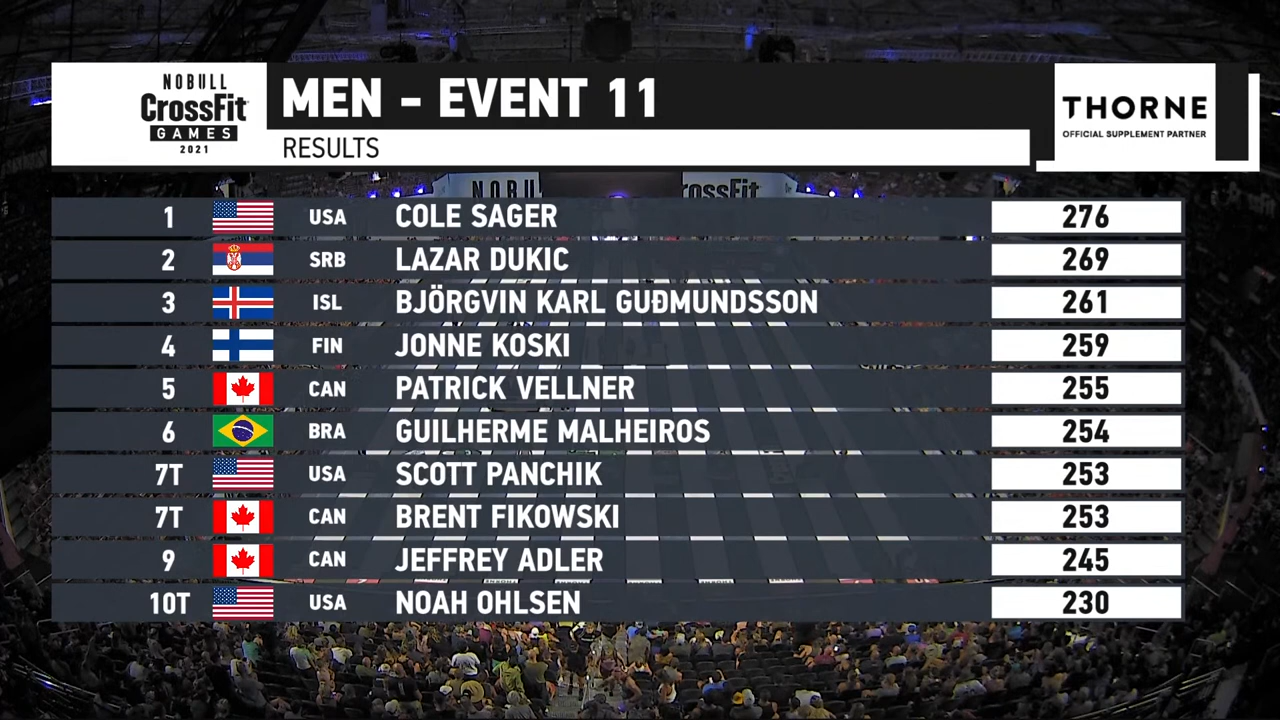 NOBULL
CrossFit
GAMES
2021
MEN - EVENT 11
RESULTS
THORNE
OFFICIAL SUPPLEMENT PARTNER
NOBU
rossFit
1 USA COLE SAGER 276
2 SRB LAZAR DUKIC 269
3 ISL BJÖRGVIN KARL GUÐMUNDSSON 261
4 FIN JONNE KOSKI 259
5 CAN PATRICK VELLNER 255
6 BRA GUILHERME MALHEIROS 254
7T USA SCOTT PANCHIK 253
7T CAN BRENT FIKOWSKI 253
9 CAN JEFFREY ADLER 245
10T USA NOAH OHLSEN 230